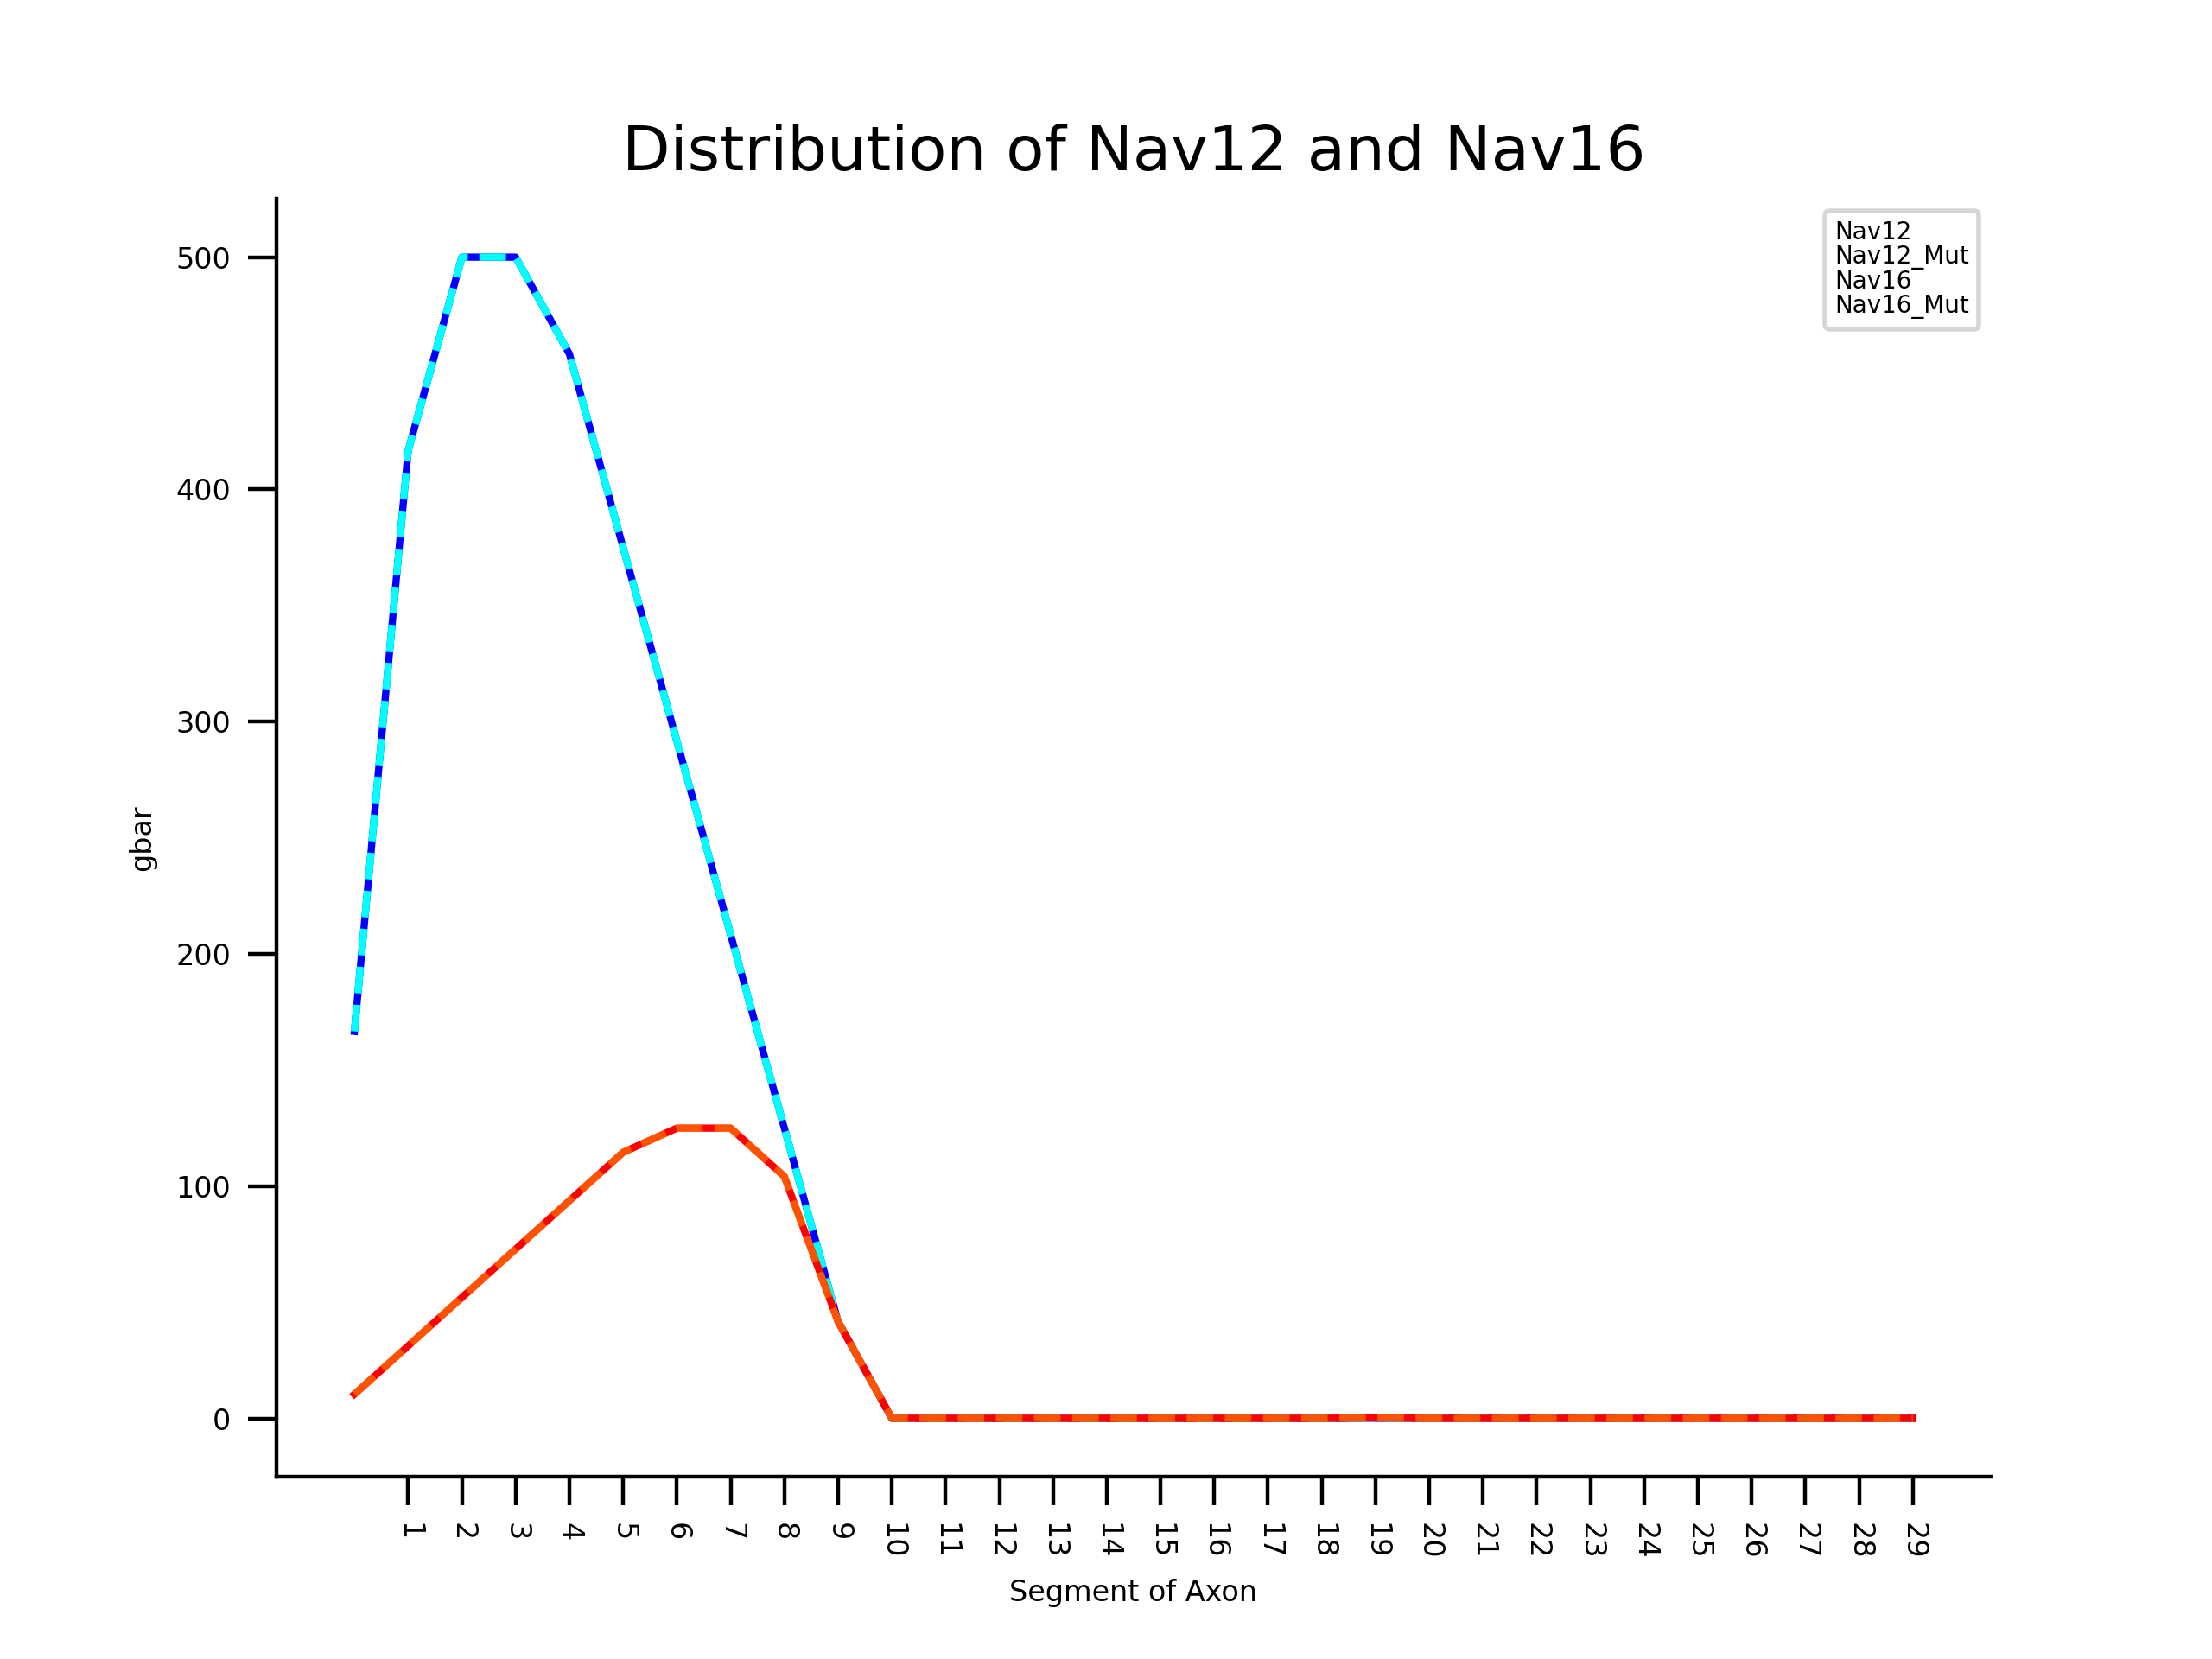 Distribution of Nav12 and Nav16
Nav12
Nav12_Mut
Nav16
Nav16_Mut
500
400
300
200
100
0
gbar
1 2 3 4 5 6 7 8 9 10 11 12 13 14 15 16 17 18 19 20 21 22 23 24 25 26 27 28 29
Segment of Axon